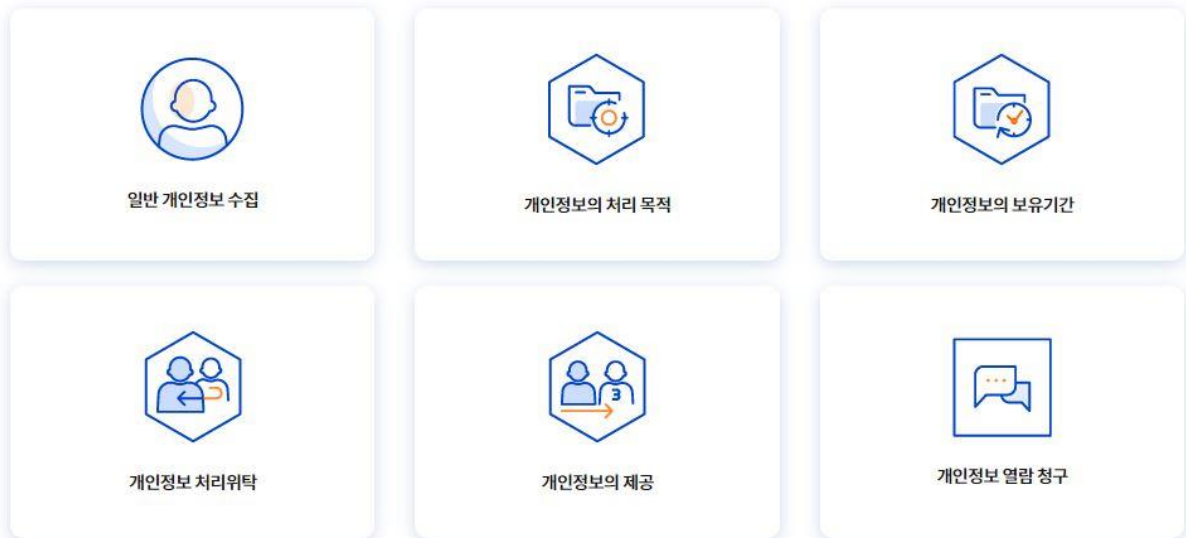 일반 개인정보 수집
개인정보의 처리 목적
개인정보의 보유기간
3
개인정보 처리위탁
개인정보의 제공
개인정보 열람 청구